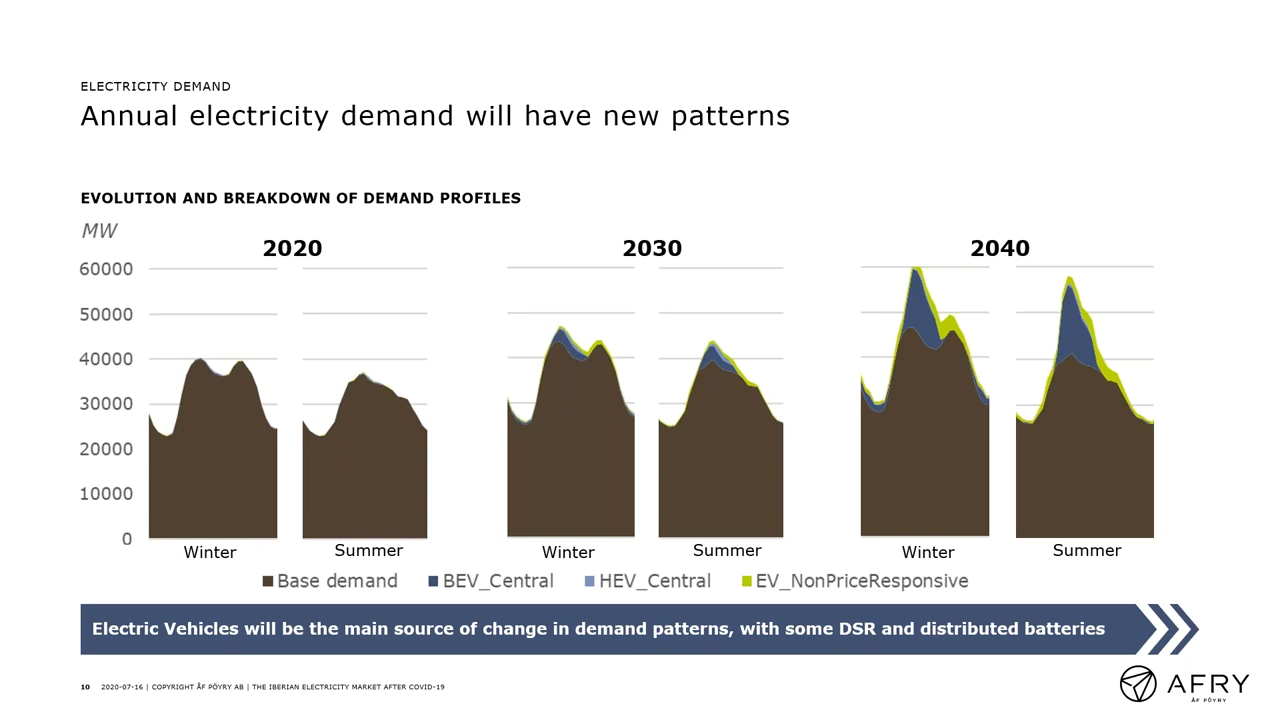 ELECTRICITY DEMAND
Annual electricity demand will have new patterns
EVOLUTION AND BREAKDOWN OF DEMAND PROFILES
MW
2020 2030 2040
60000
50000
40000
30000
20000
10000
0
Winter Summer Winter Summer Winter Summer
Base demand BEV_Central HEV_Central EV_NonPriceResponsive
Electric Vehicles will be the main source of change in demand patterns, with some DSR and distributed batteries
10 2020-07-16 | COPYRIGHT ÅF PÖYRY AB | THE IBERIAN ELECTRICITY MARKET AFTER COVID-19
AFRY
ÅF PÖYRY